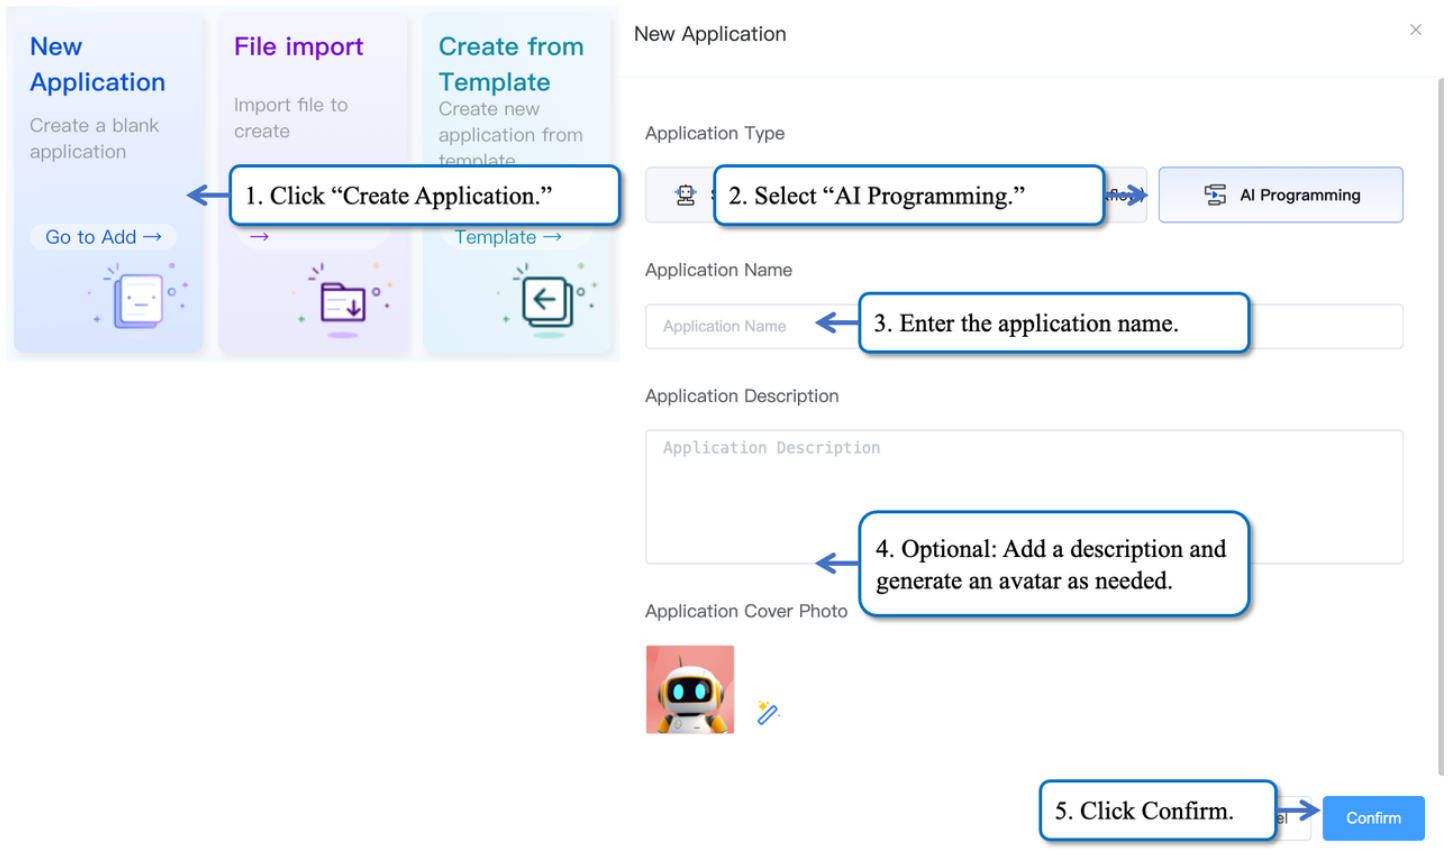 New
Application
Create a blank
application
Go to Add →
File import
Import file to
create
→
Create from
Template
Create new
application from
template
Template →
1. Click “Create Application.”
New Application
Application Type
2. Select “AI Programming.”
AI Programming
Application Name
Application Name
3. Enter the application name.
Application Description
Application Description
4. Optional: Add a description and
generate an avatar as needed.
Application Cover Photo
5. Click Confirm.
Confirm